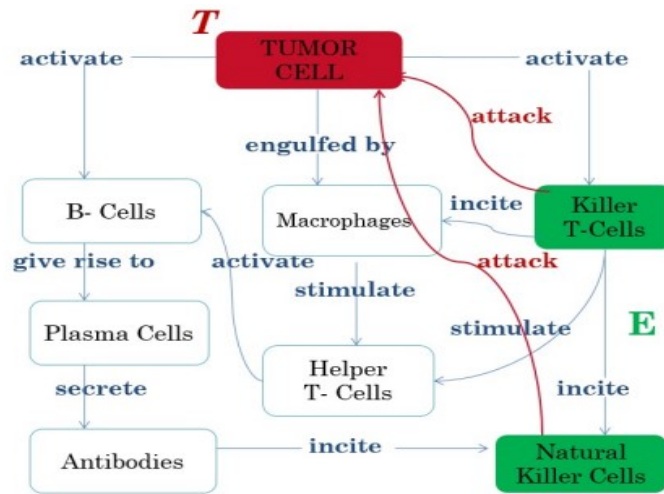 T
TUMOR
CELL
activate
activate
attack
engulfed by
B- Cells
Macrophages
incite
Killer
T-Cells
give rise to
activate
attack
stimulate
E
Plasma Cells
stimulate
Helper
T- Cells
secrete
incite
Antibodies
incite
Natural
Killer Cells